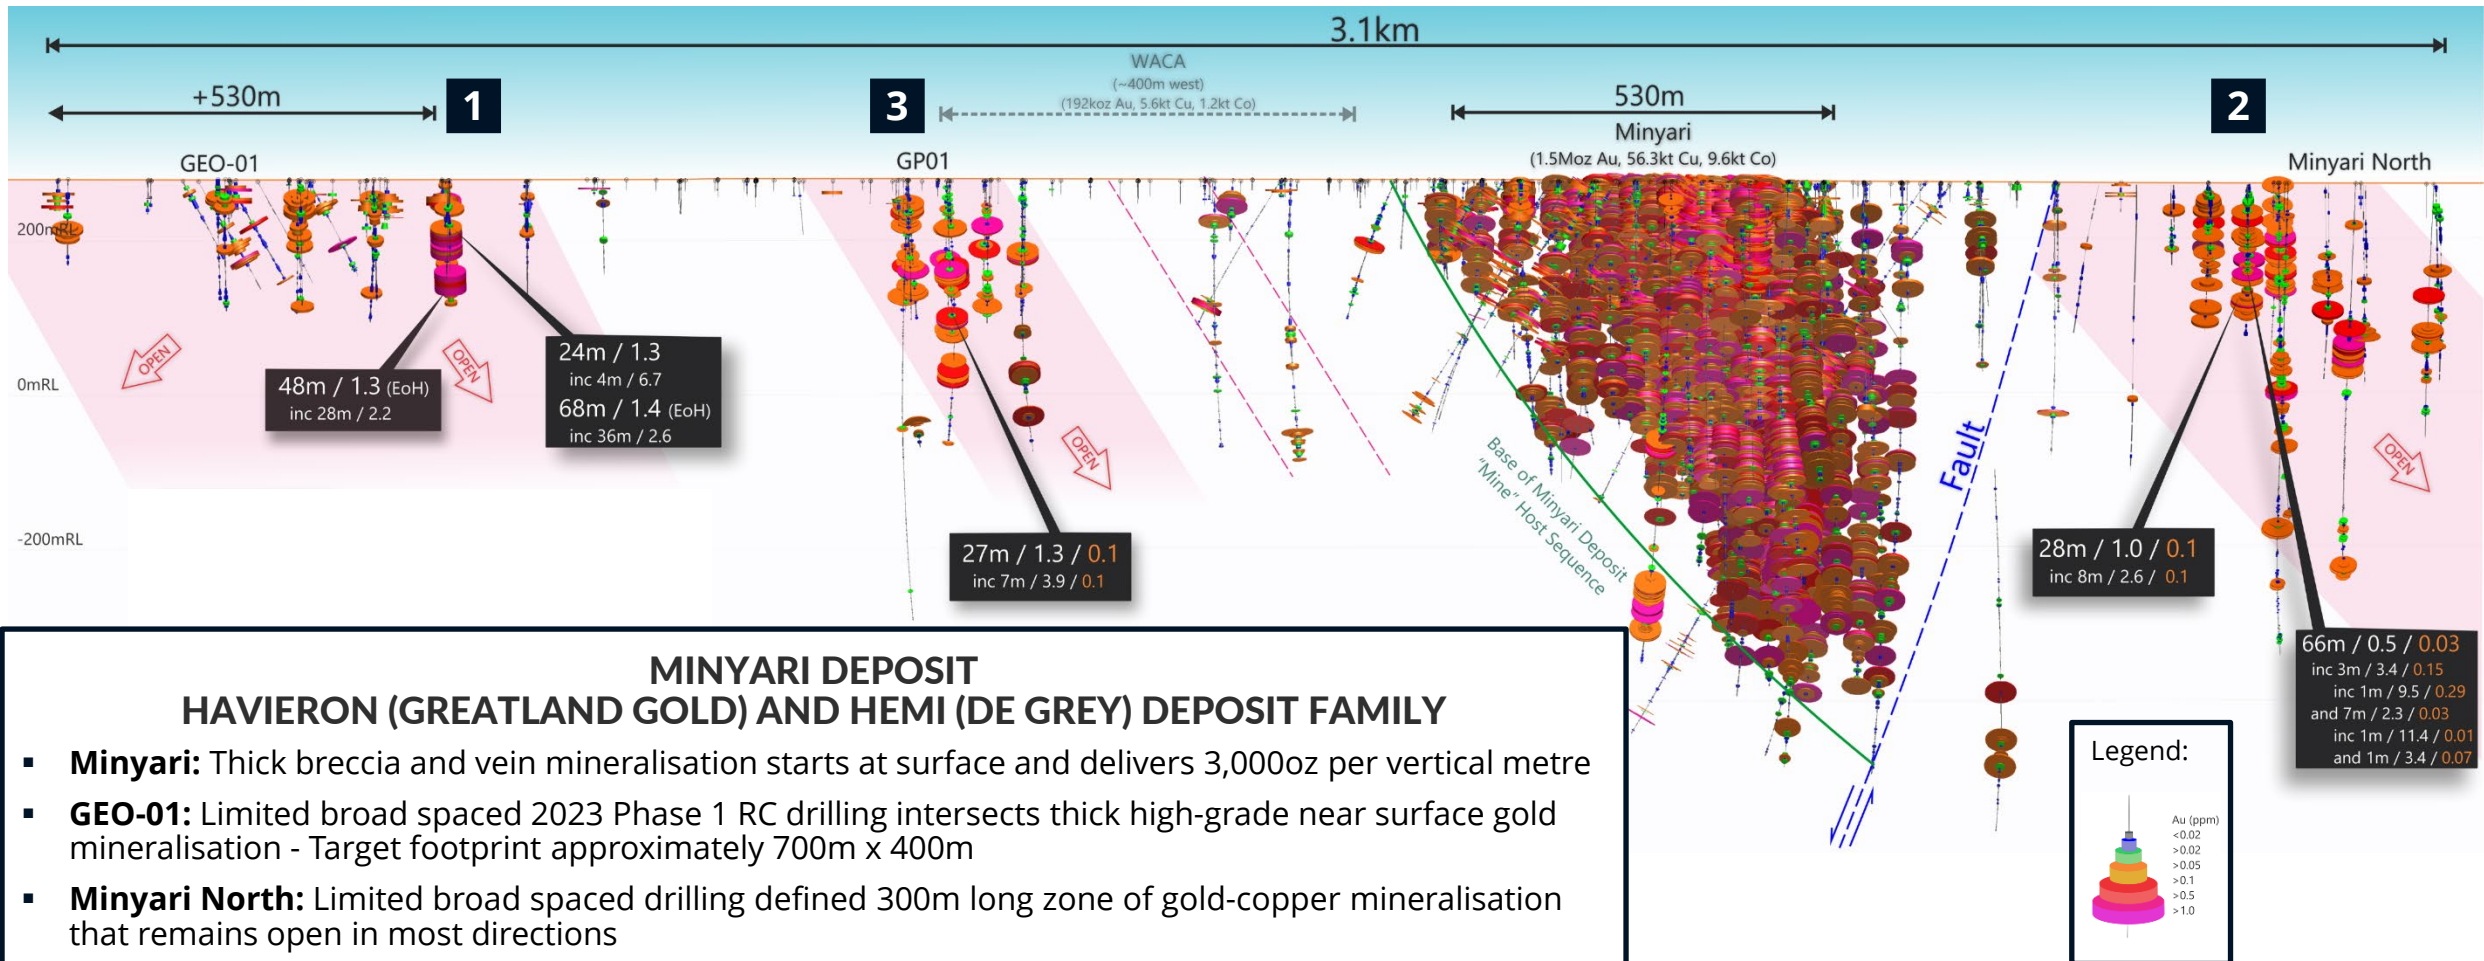 3.1km
WACA
(~400m west)
(192koz Au, 5.6kt Cu, 1.2kt Co)
+530m
1
3
530m
2
Minyari
(1.5Moz Au, 56.3kt Cu, 9.6kt Co)
GEO-01
GP01
Minyari North
200mRL
0mRL
-200mRL
OPEN
OPEN
OPEN
OPEN
48m / 1.3 (EoH)
inc 28m / 2.2
24m / 1.3
inc 4m / 6.7
68m / 1.4 (EoH)
inc 36m / 2.6
27m / 1.3 / 0.1
inc 7m / 3.9 / 0.1
Base of Minyari Deposit
"Mine" Host Sequence
Fault
28m / 1.0 / 0.1
inc 8m / 2.6 / 0.1
66m / 0.5 / 0.03
inc 3m / 3.4 / 0.15
inc 1m / 9.5 / 0.29
and 7m / 2.3 / 0.03
inc 1m / 11.4 / 0.01
and 1m / 3.4 / 0.07
MINYARI DEPOSIT
HAVIERON (GREATLAND GOLD) AND HEMI (DE GREY) DEPOSIT FAMILY
▪ Minyari: Thick breccia and vein mineralisation starts at surface and delivers 3,000oz per vertical metre
▪ GEO-01: Limited broad spaced 2023 Phase 1 RC drilling intersects thick high-grade near surface gold
mineralisation - Target footprint approximately 700m x 400m
▪ Minyari North: Limited broad spaced drilling defined 300m long zone of gold-copper mineralisation
that remains open in most directions
Legend:
Au (ppm)
<0.02
>0.02
>0.05
>0.1
>0.5
>1.0